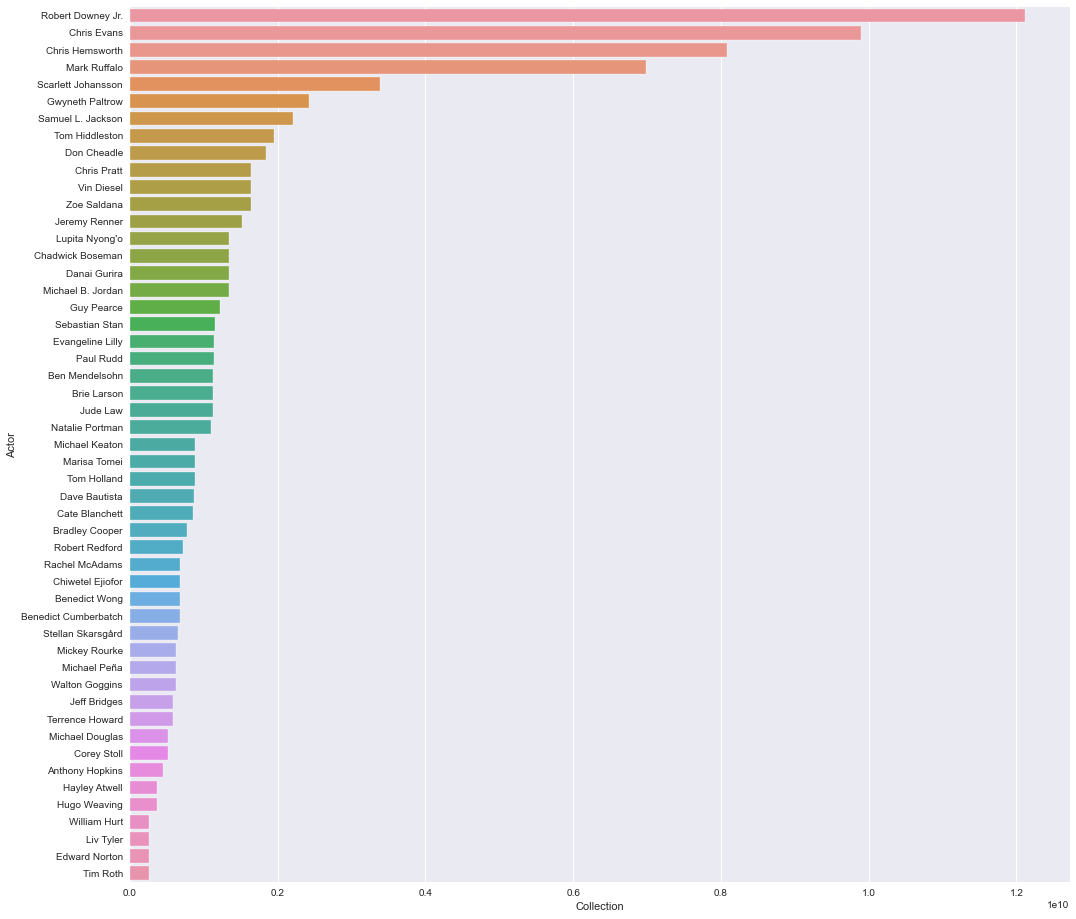 Robert Downey Jr.
Chris Evans
Chris Hemsworth
Mark Ruffalo
Scarlett Johansson
Gwyneth Paltrow
Samuel L. Jackson
Tom Hiddleston
Don Cheadle
Chris Pratt
Vin Diesel
Zoe Saldana
Jeremy Renner
Lupita Nyong'o
Chadwick Boseman
Danai Gurira
Michael B. Jordan
Guy Pearce
Sebastian Stan
Evangeline Lilly
Paul Rudd
Ben Mendelsohn
Brie Larson
Jude Law
Natalie Portman
Michael Keaton
Marisa Tomei
Tom Holland
Dave Bautista
Cate Blanchett
Bradley Cooper
Robert Redford
Rachel McAdams
Chiwetel Ejiofor
Benedict Wong
Benedict Cumberbatch
Stellan Skarsgård
Mickey Rourke
Michael Peña
Walton Goggins
Jeff Bridges
Terrence Howard
Michael Douglas
Corey Stoll
Anthony Hopkins
Hayley Atwell
Hugo Weaving
William Hurt
Liv Tyler
Edward Norton
Tim Roth
Actor
0.0 0.2 0.4 0.6 0.8 1.0 1.2
1e10
Collection